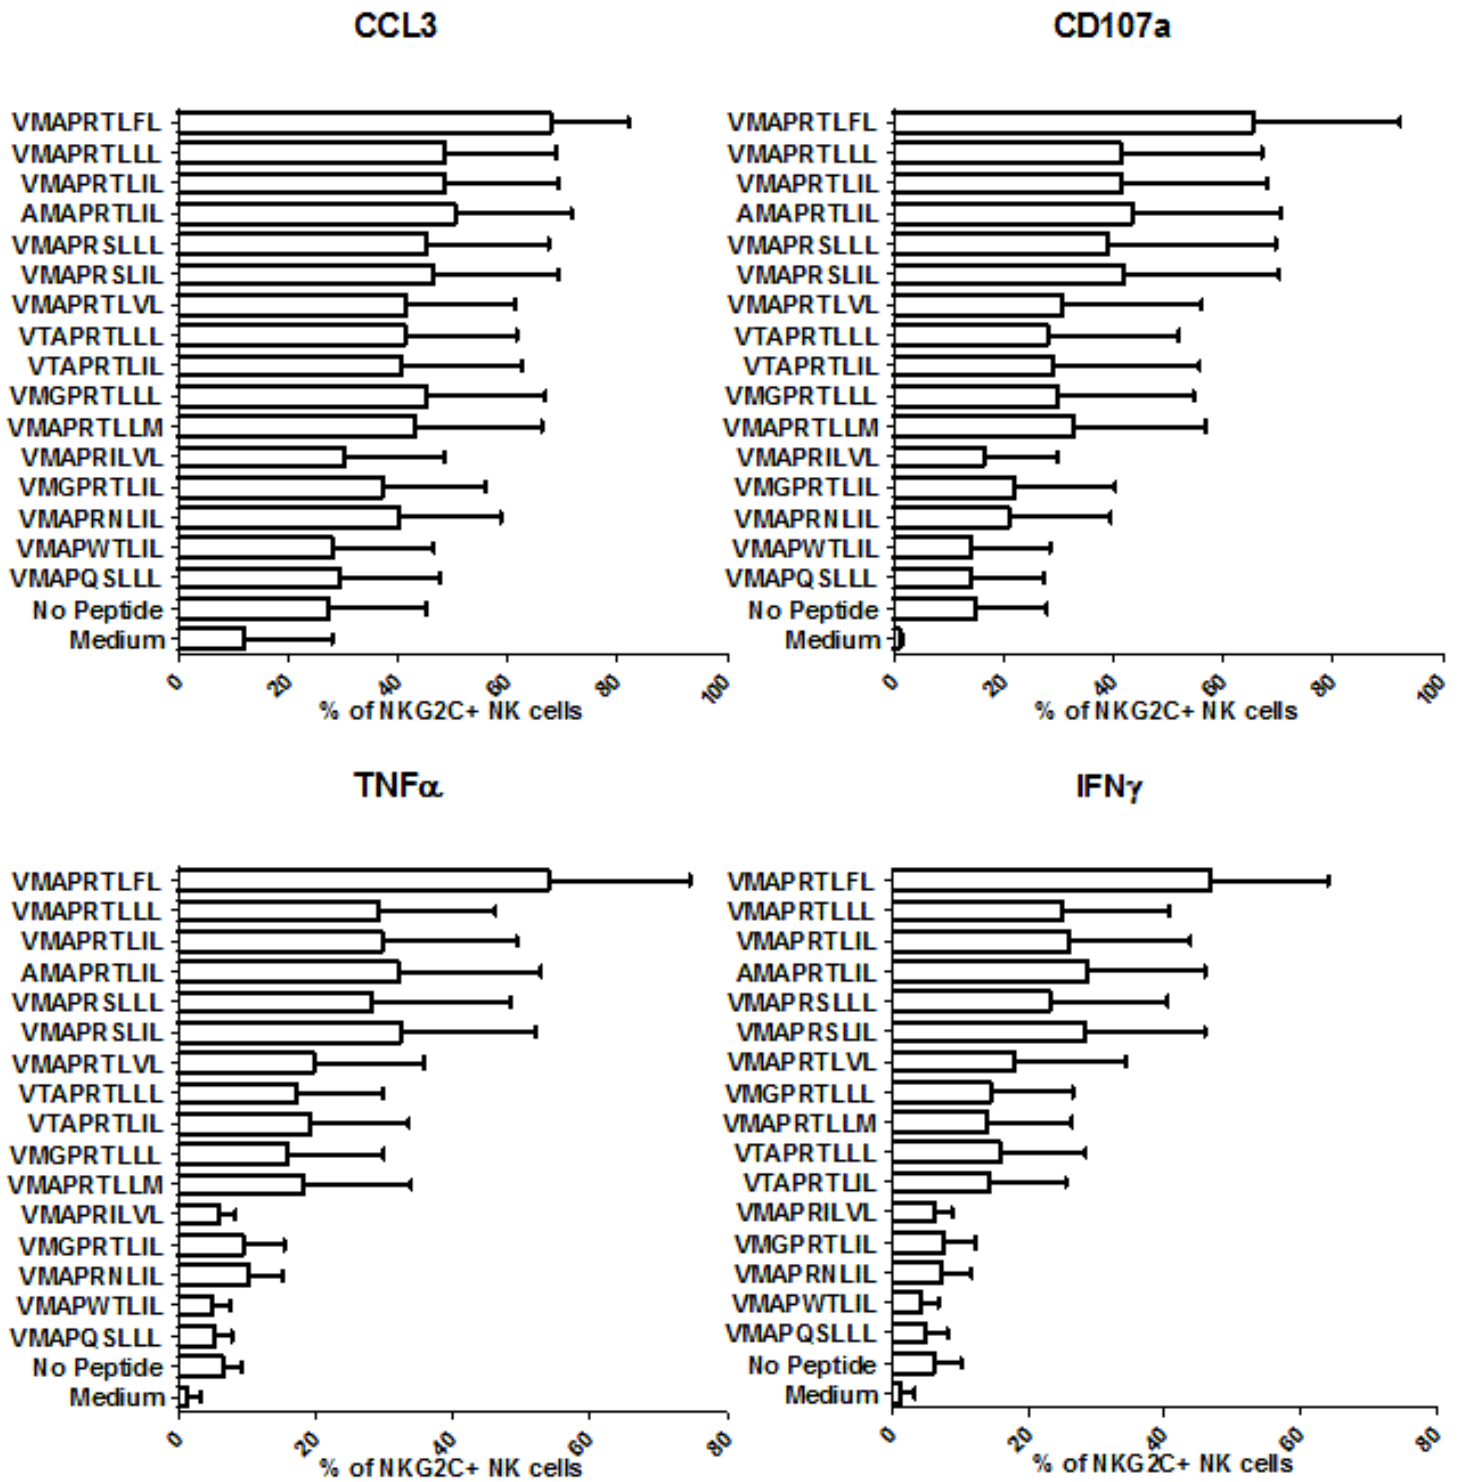 CCL3
VMAPRTLFL
VMAPRTLLL
VMAPRTLIL
AMAPRTLIL
VMAPRSLLL
VMAPRSLIL
VMAPRTLVL
VTAPRTLLL
VTAPRTLIL
VMGPRTLLL
VMAPRTLLM
VMAPRILVL
VMGPRTLIL
VMAPRNLIL
VMAPWTLIL
VMAPQSLLL
No Peptide
Medium
0 20 40 60 80 100
% of NKG2C+ NK cells
CD107a
VMAPRTLFL
VMAPRTLLL
VMAPRTLIL
AMAPRTLIL
VMAPRSLLL
VMAPRSLIL
VMAPRTLVL
VTAPRTLLL
VTAPRTLIL
VMGPRTLLL
VMAPRTLLM
VMAPRILVL
VMGPRTLIL
VMAPRNLIL
VMAPWTLIL
VMAPQSLLL
No Peptide
Medium
0 20 40 60 80 100
% of NKG2C+ NK cells
TNFα
VMAPRTLFL
VMAPRTLLL
VMAPRTLIL
AMAPRTLIL
VMAPRSLLL
VMAPRSLIL
VMAPRTLVL
VTAPRTLLL
VTAPRTLIL
VMGPRTLLL
VMAPRTLLM
VMAPRILVL
VMGPRTLIL
VMAPRNLIL
VMAPWTLIL
VMAPQSLLL
No Peptide
Medium
0 20 40 60 80
% of NKG2C+ NK cells
IFNγ
VMAPRTLFL
VMAPRTLLL
VMAPRTLIL
AMAPRTLIL
VMAPRSLLL
VMAPRSLIL
VMAPRTLVL
VMGPRTLLL
VMAPRTLLM
VTAPRTLLL
VTAPRTLIL
VMAPRILVL
VMGPRTLIL
VMAPRNLIL
VMAPWTLIL
VMAPQSLLL
No Peptide
Medium
0 20 40 60 80
% of NKG2C+ NK cells